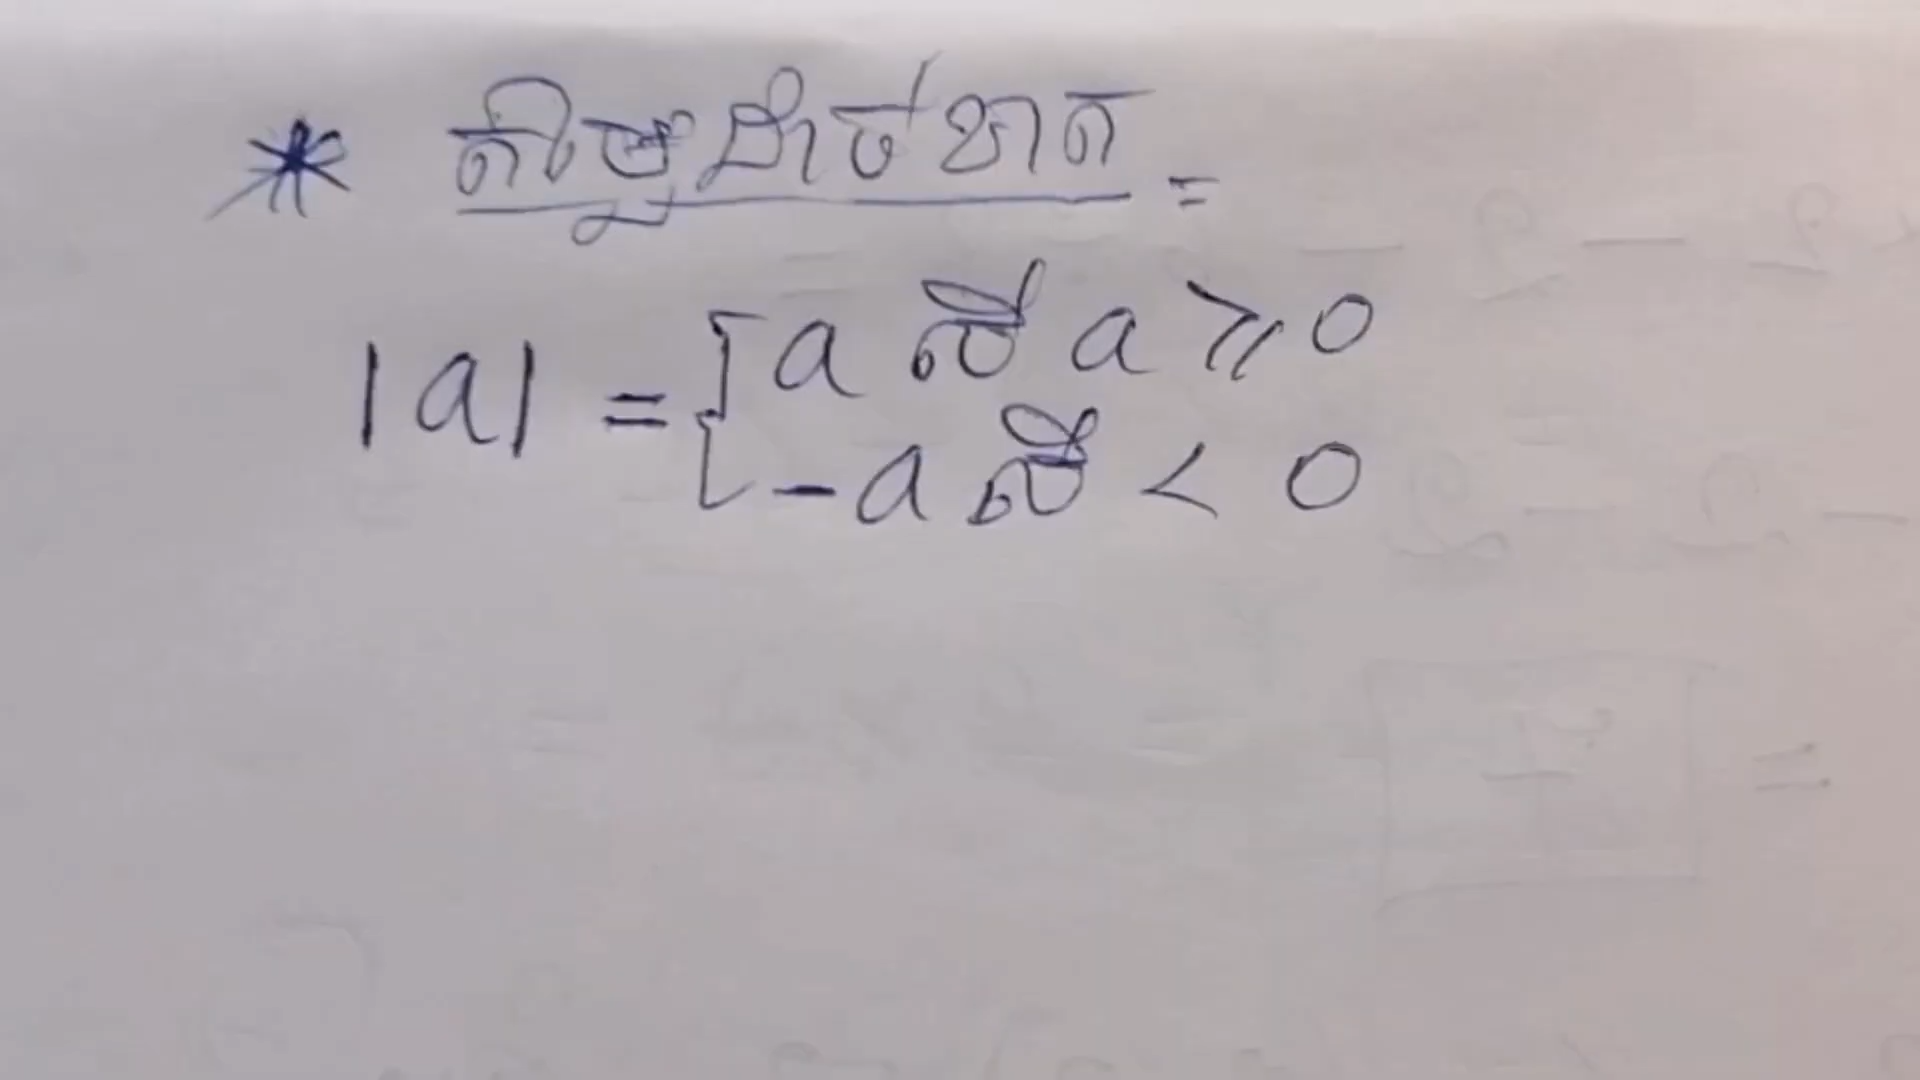 * តម្លៃដាច់ខាត =
|a| = { a បើ a ⩾ 0
-a បើ < 0